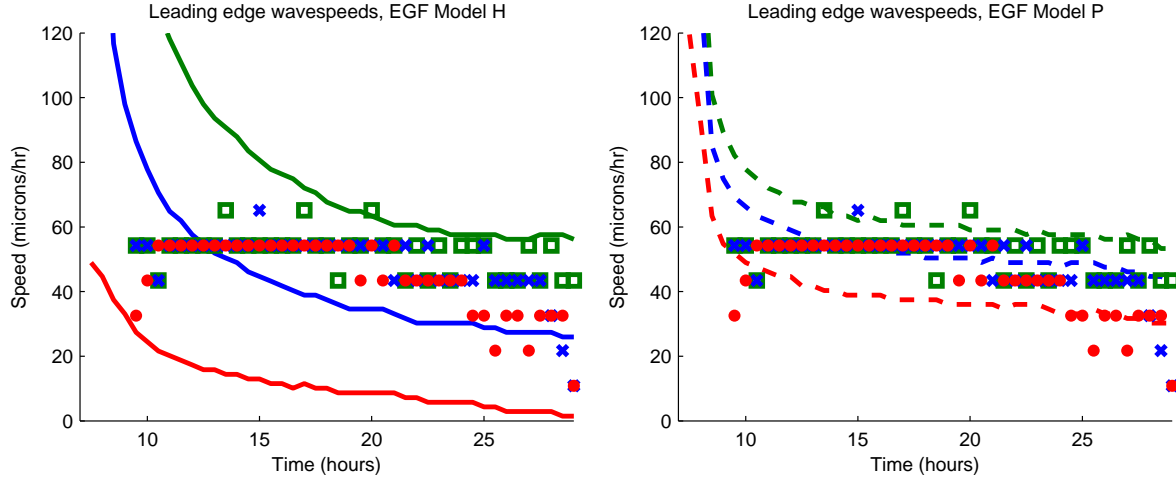 Leading edge wavespeeds, EGF Model H
120
100
80
60
40
20
0
Speed (microns/hr)
10 15 20 25
Time (hours)
Leading edge wavespeeds, EGF Model P
120
100
80
60
40
20
0
Speed (microns/hr)
10 15 20 25
Time (hours)